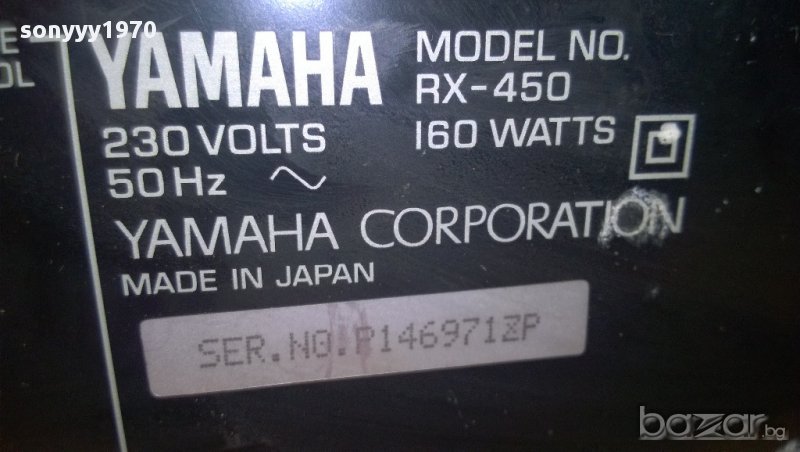 sonyyy1970
E
OL
YAMAHA
MODEL NO.
RX-450
230 VOLTS
160 WATTS
50 Hz ~
YAMAHA CORPORATION
MADE IN JAPAN
SER.NO.P146971ZP
bazar.bg